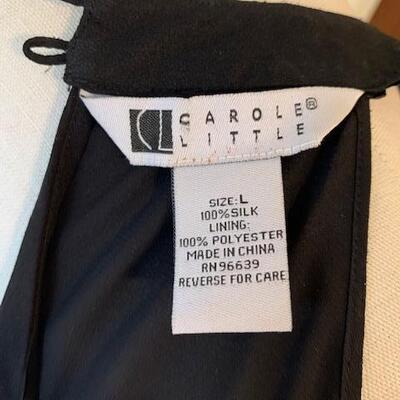 CL CAROLE®
LITTLE
SIZE: L
100% SILK
LINING:
100% POLYESTER
MADE IN CHINA
RN 96639
REVERSE FOR CARE